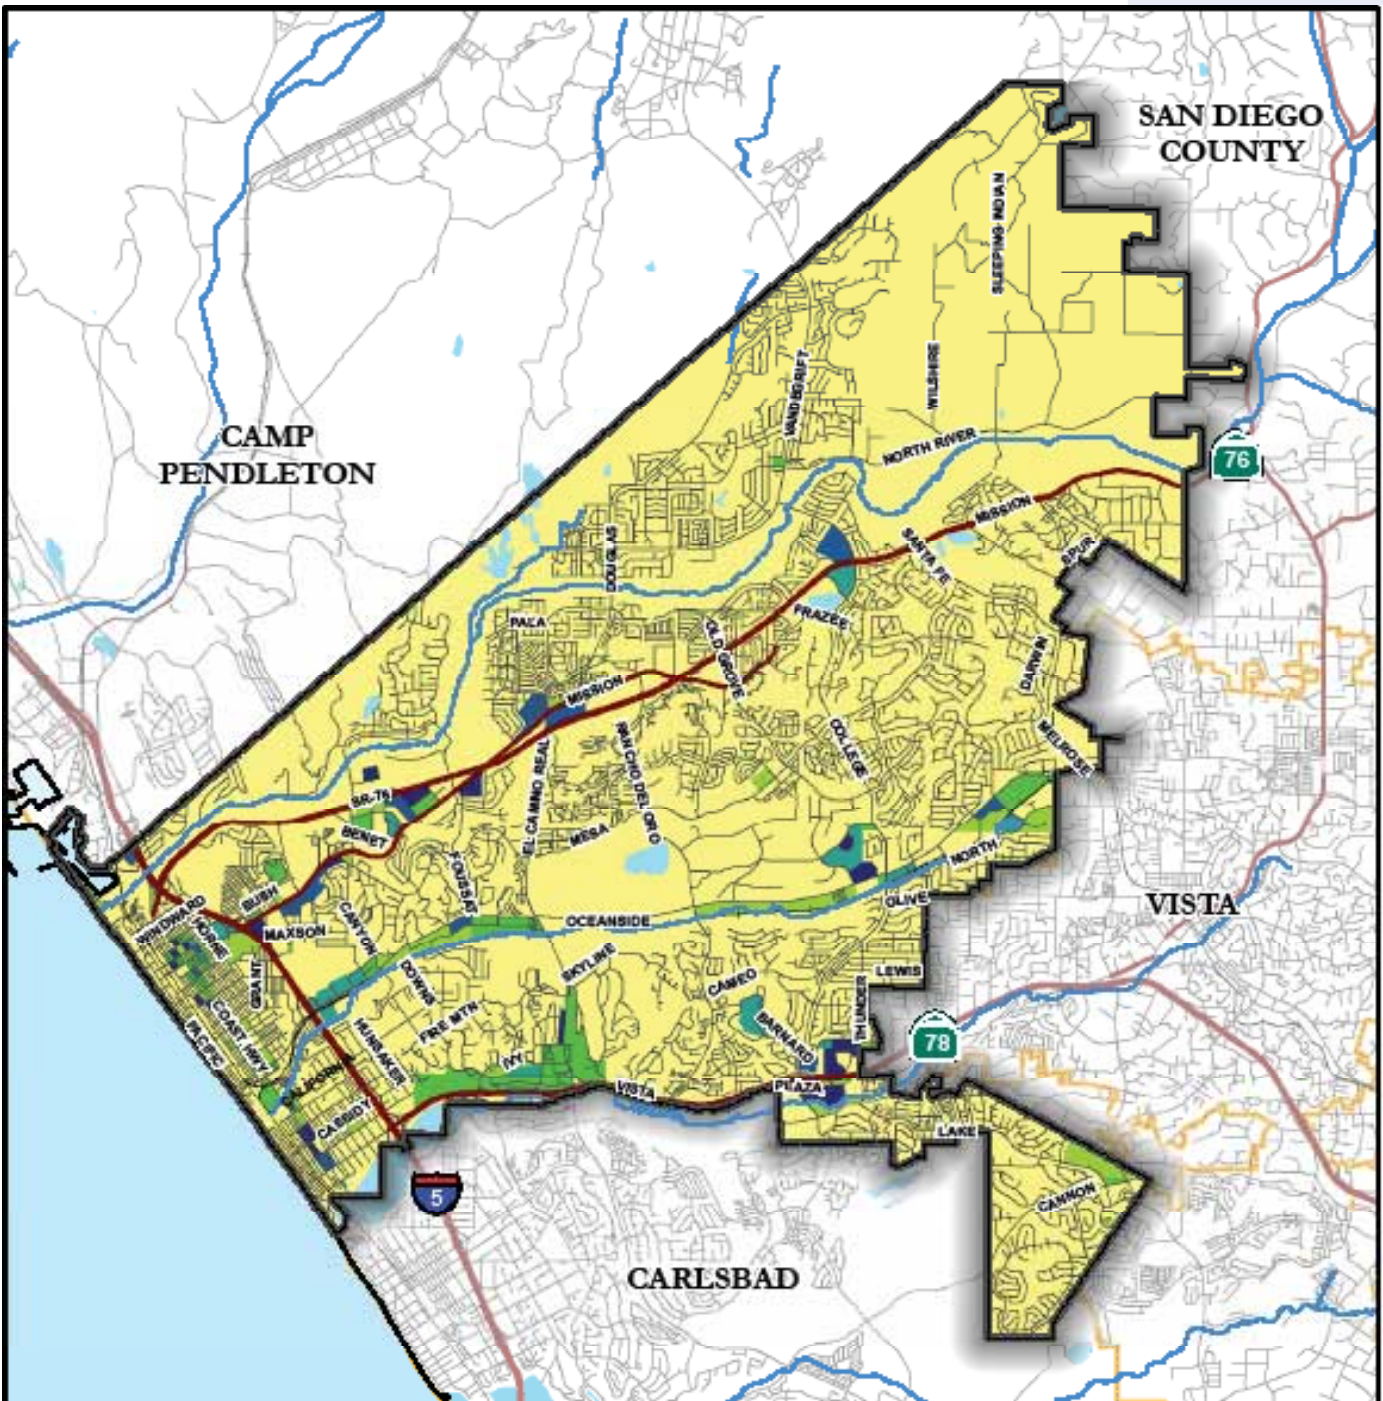 SAN DIEGO
COUNTY
SLEEPING INDIAN
WILSHIRE
VANDEGRIFT
CAMP
PENDLETON
NORTH RIVER
76
MISSION
SANTA FE
SPUR
DOUGLAS
FRAZEE
PALA
OLD GROVE
DARWIN
MISSION
RANCHO DEL ORO
COLLEGE
MELROSE
EL CAMINO REAL
SR-76
BENET
MESA
FOUSSAT
NORTH
OLIVE
VISTA
BUSH
WINDWARD
HORNE
MAXSON
CANYON
OCEANSIDE
SKYLINE
LEWIS
GRANT
DOWNS
CAMEO
THUNDER
COAST HWY
PACIFIC
FIRE MTN
BARNARD
78
HUNSAKER
IVY
VISTA
PLAZA
CASSIDY
LAKE
5
CANNON
CARLSBAD